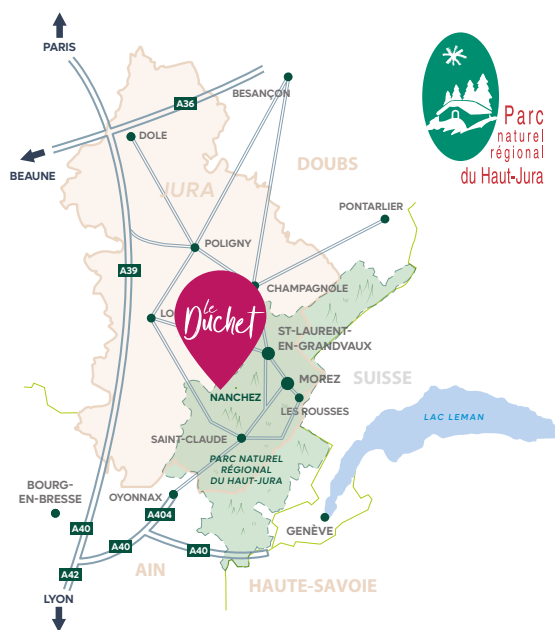 PARIS
A36
BESANÇON
DOLE
BEAUNE
JURA
DOUBS
Parc
naturel
régional
du Haut-Jura
PONTARLIER
POLIGNY
A39
CHAMPAGNOLE
LO
le
Duchet
ST-LAURENT-
EN-GRANDVAUX
MOREZ
SUISSE
NANCHEZ
LES ROUSSES
LAC LEMAN
SAINT-CLAUDE
PARC NATUREL
RÉGIONAL
DU HAUT-JURA
BOURG-
EN-BRESSE
OYONNAX
A404
GENÈVE
A40
A40
A40
A42
AIN
HAUTE-SAVOIE
LYON